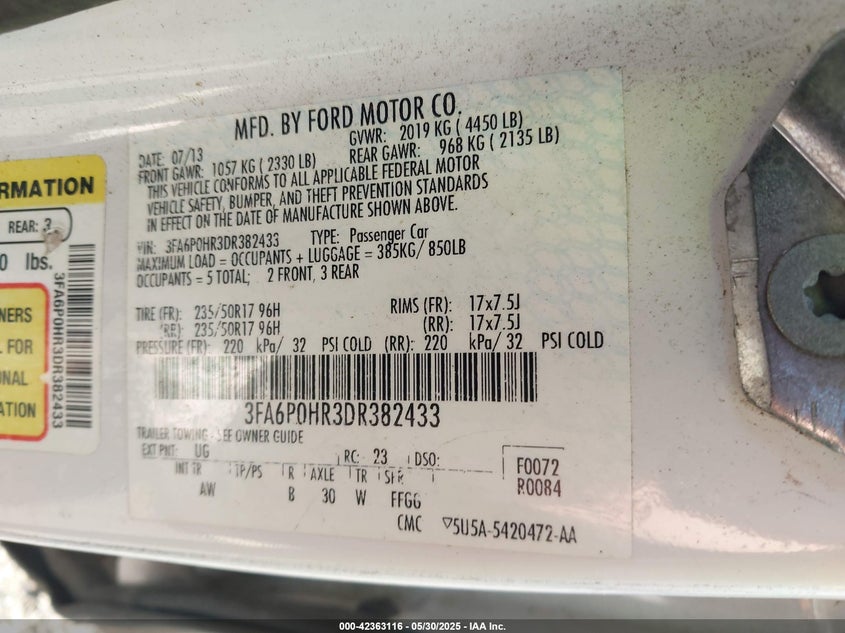 MFD. BY FORD MOTOR CO.
DATE: 07/13 GVWR: 2019 KG ( 4450 LB)
FRONT GAWR: 1057 KG ( 2330 LB) REAR GAWR: 968 KG ( 2135 LB)
THIS VEHICLE CONFORMS TO ALL APPLICABLE FEDERAL MOTOR
VEHICLE SAFETY, BUMPER, AND THEFT PREVENTION STANDARDS
IN EFFECT ON THE DATE OF MANUFACTURE SHOWN ABOVE.
VIN: 3FA6P0HR3DR382433 TYPE: Passenger Car
MAXIMUM LOAD = OCCUPANTS + LUGGAGE = 385KG/ 850LB
OCCUPANTS = 5 TOTAL; 2 FRONT, 3 REAR
TIRE (FR): 235/50R17 96H RIMS (FR): 17x7.5J
(RR): 235/50R17 96H (RR): 17x7.5J
PRESSURE (FR): 220 kPa/ 32 PSI COLD (RR): 220 kPa/ 32 PSI COLD
3FA6P0HR3DR382433
TRAILER TOWING - SEE OWNER GUIDE
EXT PNT: UG RC: 23 DSO: F0072
INT TR TP/PS R AXLE TR SPR R0084
AW B 30 W FFGG
CMC ▽5U5A-5420472-AA
RMATION
REAR: 3
0 lbs.
NERS
L FOR
ONAL
ATION
3FA6P0HR3DR382433
000-42363116 — 05/30/2025 — IAA Inc.